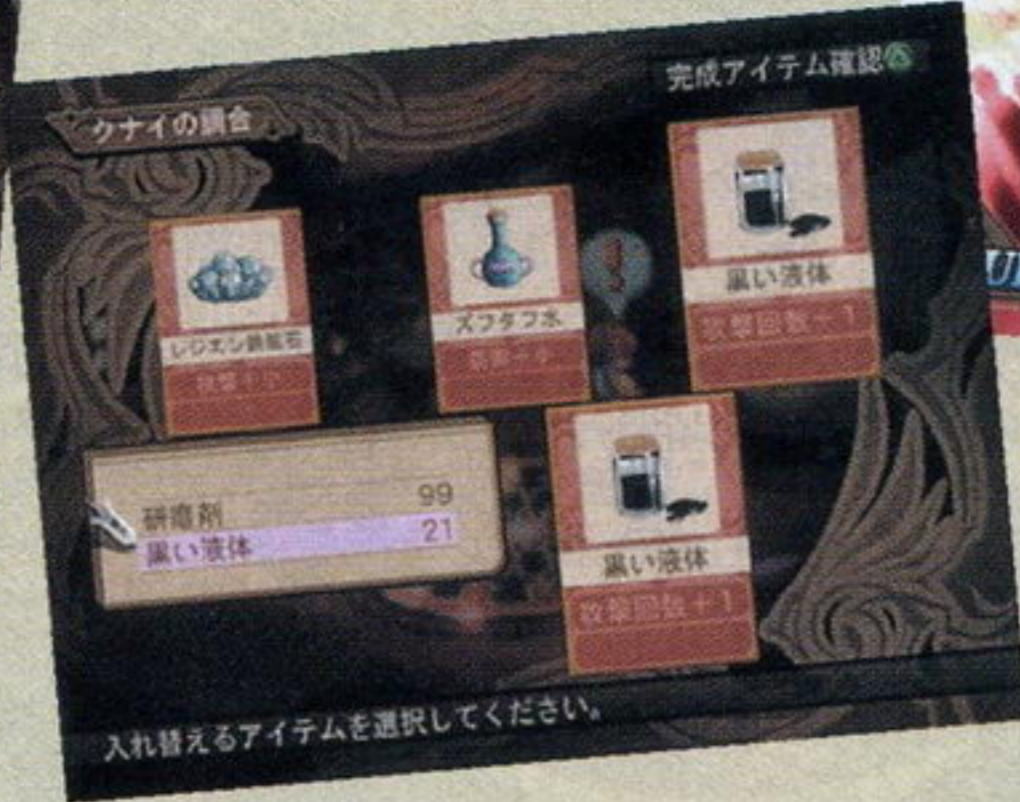 完成アイテム確認
クナイの調合
黒い液体
攻撃回数+1
ズフタフ水
レジエン鉄鉱石
研磨剤 99
黒い液体 21
黒い液体
攻撃回数+1
入れ替えるアイテムを選択してください。